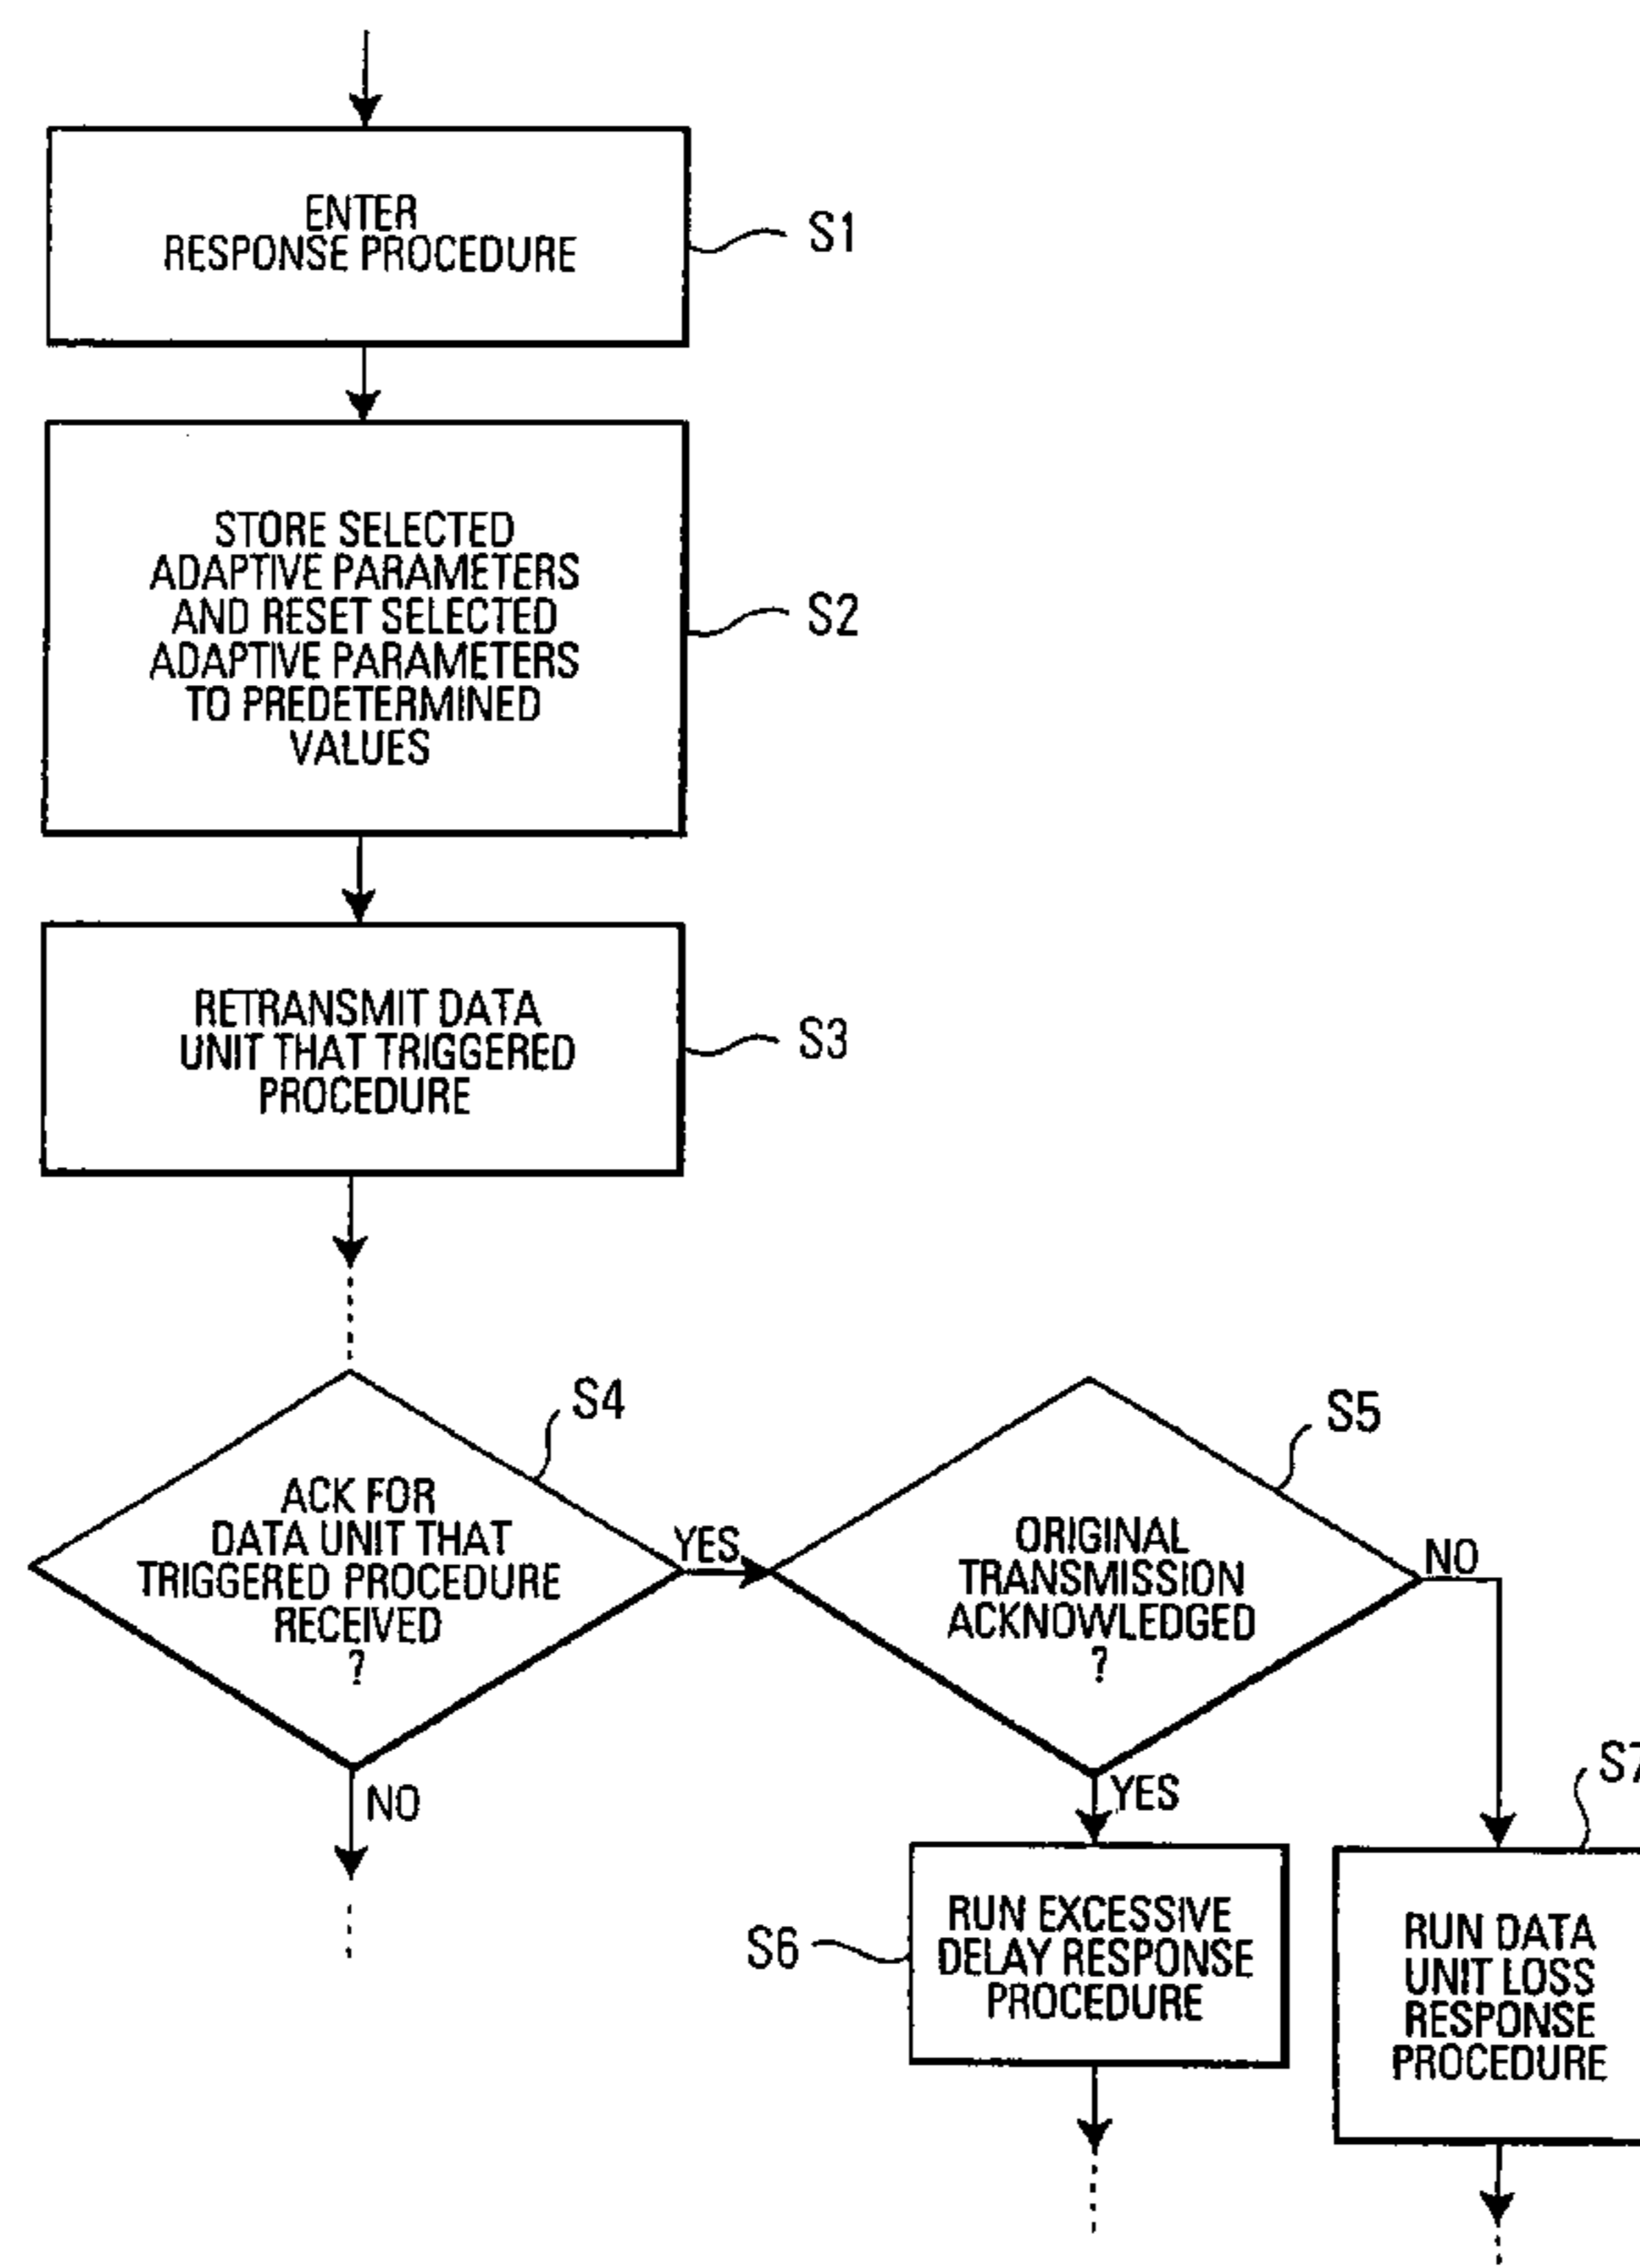 ENTER
RESPONSE PROCEDURE
S1
STORE SELECTED
ADAPTIVE PARAMETERS
AND RESET SELECTED
ADAPTIVE PARAMETERS
TO PREDETERMINED
VALUES
S2
RETRANSMIT DATA
UNIT THAT TRIGGERED
PROCEDURE
S3
S4
ACK FOR
DATA UNIT THAT
TRIGGERED PROCEDURE
RECEIVED
?
YES
NO
S5
ORIGINAL
TRANSMISSION
ACKNOWLEDGED
?
NO
YES
S6
RUN EXCESSIVE
DELAY RESPONSE
PROCEDURE
S7
RUN DATA
UNIT LOSS
RESPONSE
PROCEDURE